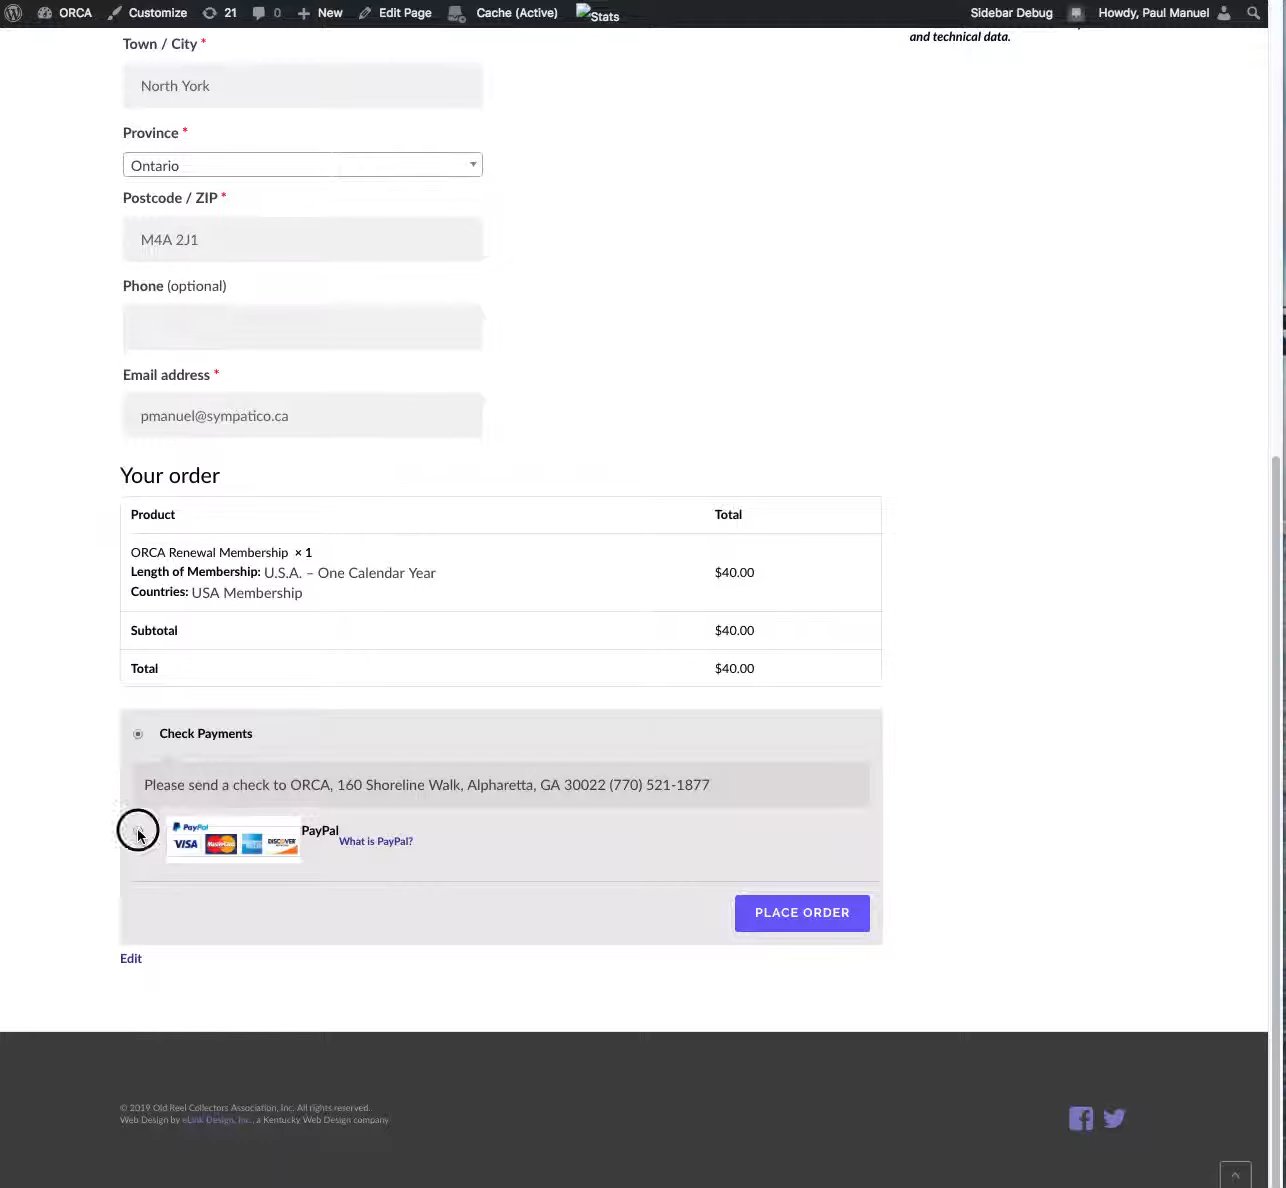 ORCA Customize 21 0 New Edit Page Cache (Active) Stats Sidebar Debug Howdy, Paul Manuel
and technical data.
Town / City *
North York
Province *
Ontario
Postcode / ZIP *
M4A 2J1
Phone (optional)
Email address *
pmanuel@sympatico.ca
Your order
Product Total
ORCA Renewal Membership × 1
Length of Membership: U.S.A. – One Calendar Year
$40.00
Countries: USA Membership
Subtotal $40.00
Total $40.00
Check Payments
Please send a check to ORCA, 160 Shoreline Walk, Alpharetta, GA 30022 (770) 521-1877
PayPal
VISA MasterCard DISCOVER
PayPal
What is PayPal?
PLACE ORDER
Edit
© 2019 Old Reel Collectors Association, Inc. All rights reserved.
Web Design by eLink Design, Inc., a Kentucky Web Design company